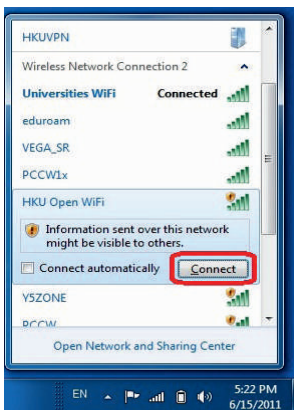 HKUVPN
Wireless Network Connection 2
Universities WiFi Connected
eduroam
VEGA_SR
PCCW1x
HKU Open WiFi
Information sent over this network
might be visible to others.
Connect automatically Connect
Y5ZONE
PCCW
Open Network and Sharing Center
EN 5:22 PM
6/15/2011